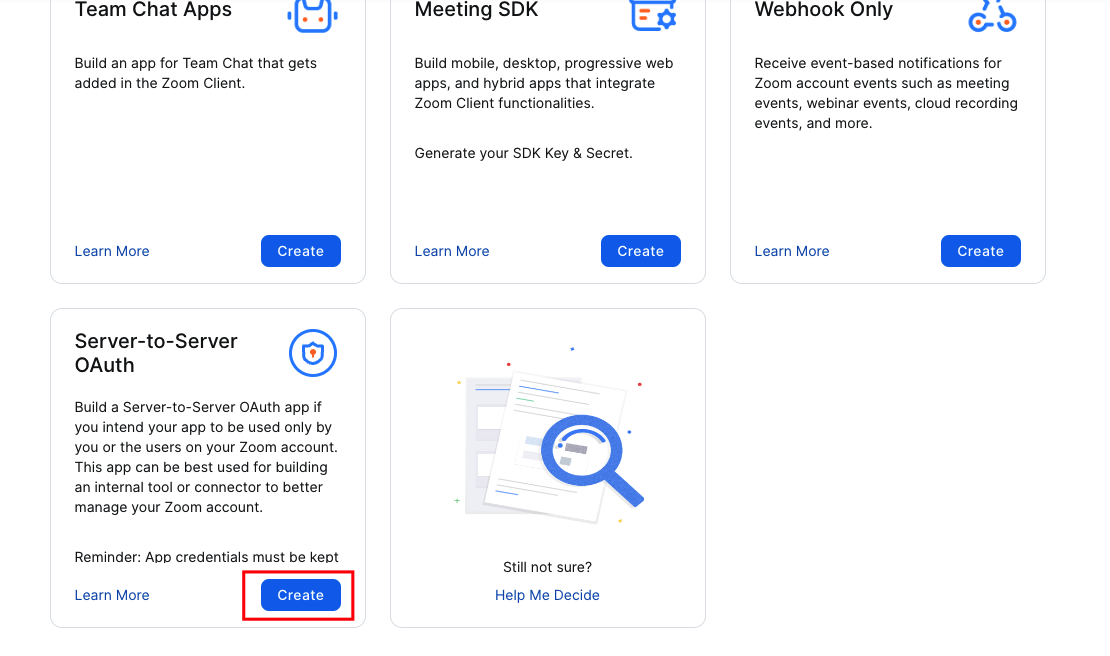 Team Chat Apps
Build an app for Team Chat that gets
added in the Zoom Client.
Learn More
Create
Meeting SDK
Build mobile, desktop, progressive web
apps, and hybrid apps that integrate
Zoom Client functionalities.
Generate your SDK Key & Secret.
Learn More
Create
Webhook Only
Receive event-based notifications for
Zoom account events such as meeting
events, webinar events, cloud recording
events, and more.
Learn More
Create
Server-to-Server
OAuth
Build a Server-to-Server OAuth app if
you intend your app to be used only by
you or the users on your Zoom account.
This app can be best used for building
an internal tool or connector to better
manage your Zoom account.
Reminder: App credentials must be kept
Learn More
Create
Still not sure?
Help Me Decide